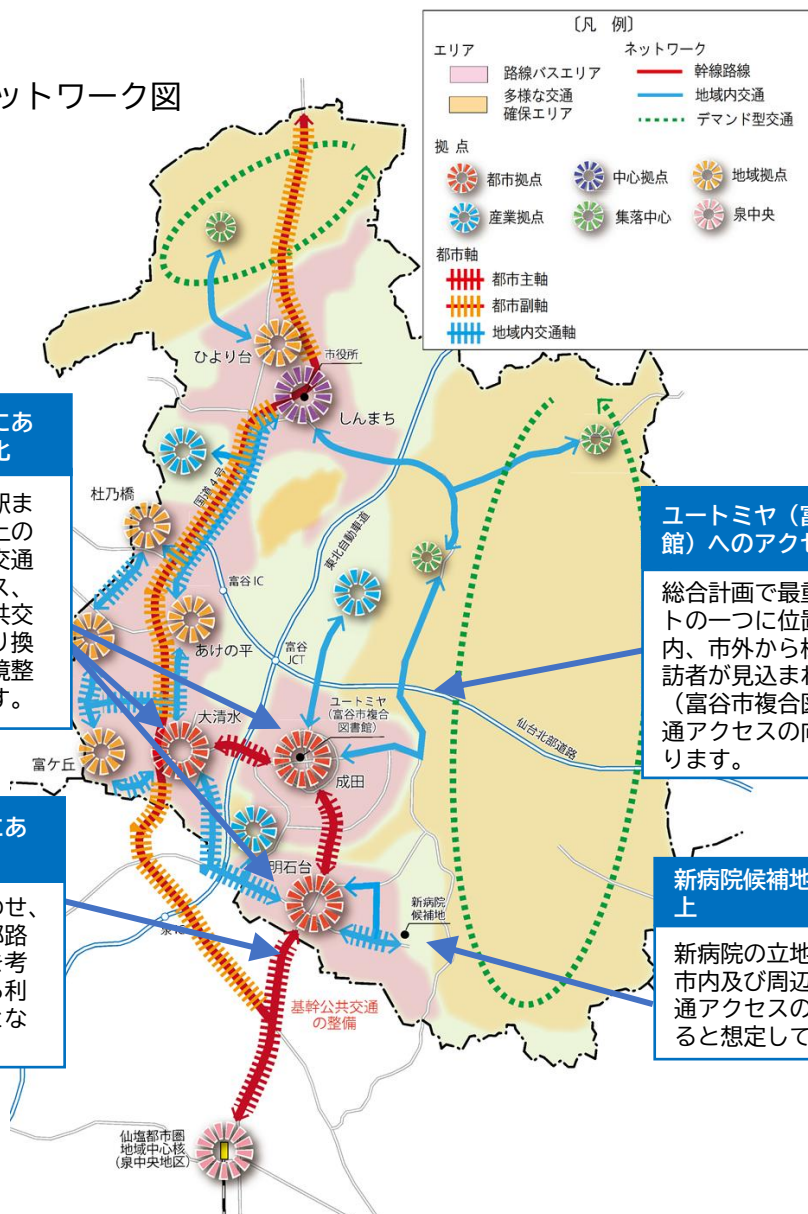 ットワーク図
〔凡 例〕
エリア
路線バスエリア
多様な交通
確保エリア
ネットワーク
幹線路線
地域内交通
デマンド型交通
拠 点
都市拠点
中心拠点
地域拠点
産業拠点
集落中心
泉中央
都市軸
都市主軸
都市副軸
地域内交通軸
ひより台
市役所
しんまち
国道4号
杜乃橋
東北自動車道
富谷IC
あけの平
富谷
JCT
ユートミヤ
(富谷市複合
図書館)
大清水
仙台北部道路
富ケ丘
成田
明石台
新病院
候補地
基幹公共交通
の整備
仙塩都市圏
地域中心核
(泉中央地区)
にあ
化
駅ま
上の
交通
ス、
共交
り換
境整
す。
にあ
わせ、
部路
を考
る利
とな
ユートミヤ（富
館）へのアクセ
総合計画で最重
トの一つに位置
内、市外から
訪者が見込まれ
（富谷市複合図
通アクセスの向
ります。
新病院候補地
上
新病院の立地
市内及び周辺
通アクセスの
ると想定して